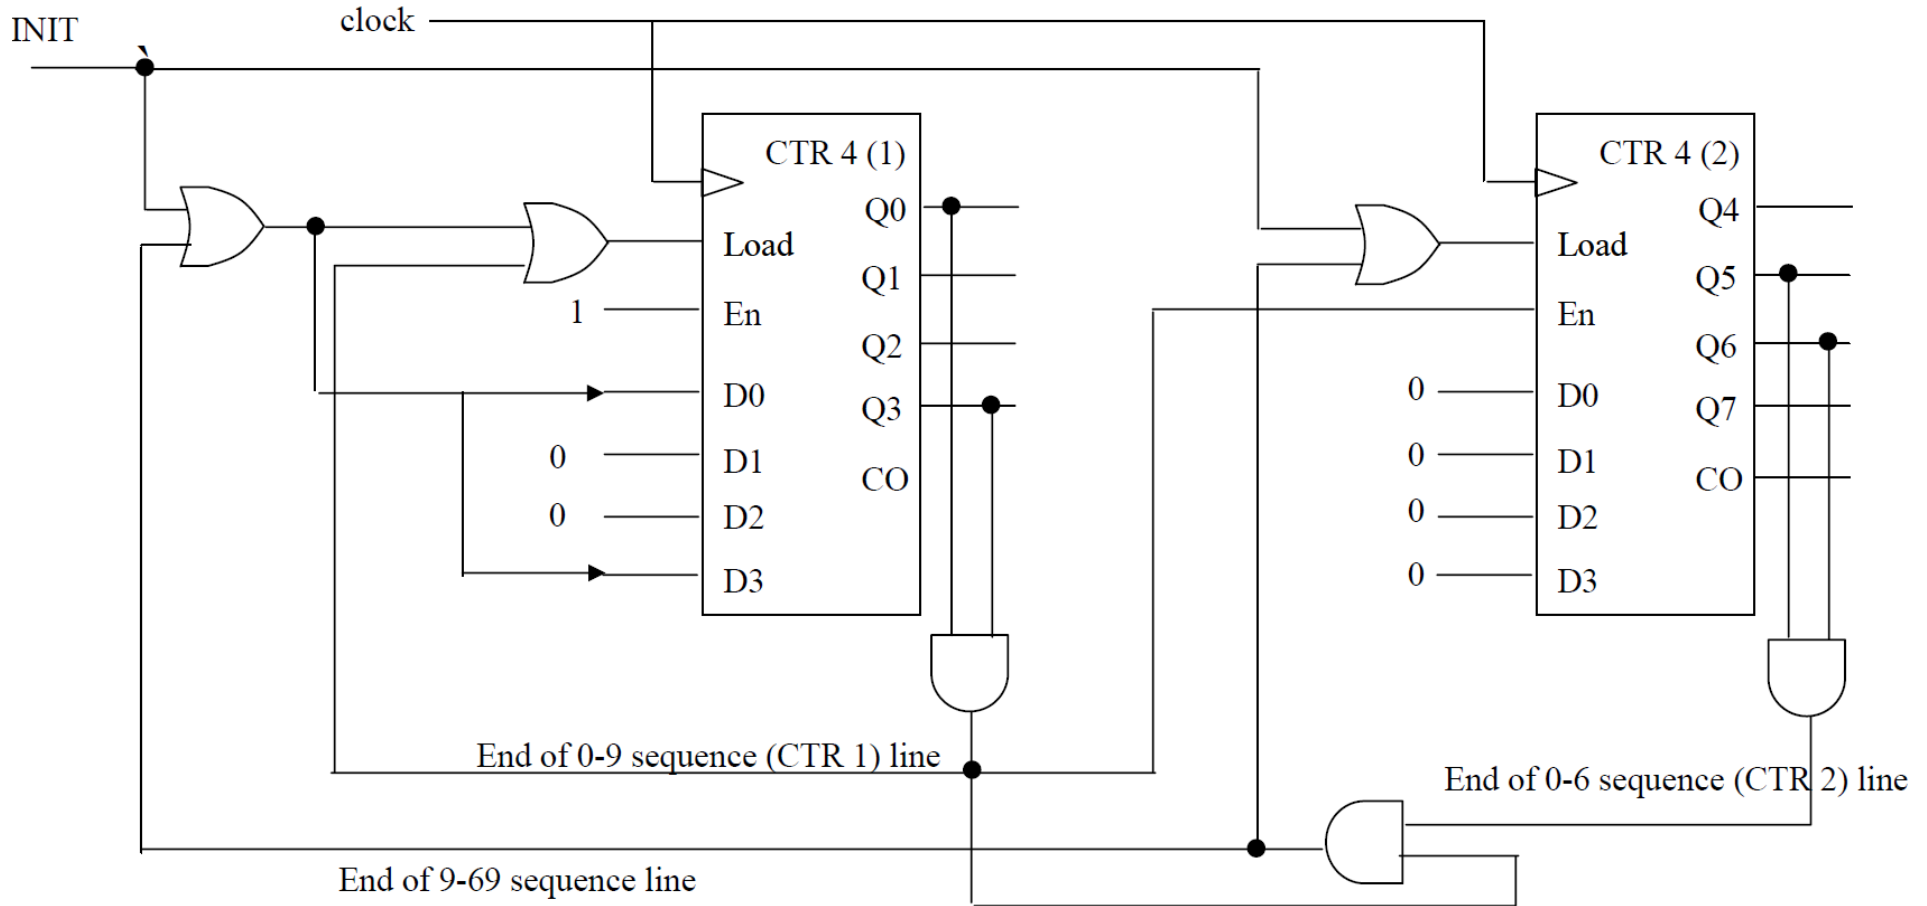 INIT
clock
CTR 4 (1)
Q0
Load
Q1
1
En
Q2
D0
Q3
0
D1
CO
0
D2
D3
CTR 4 (2)
Q4
Load
Q5
En
Q6
0
D0
Q7
0
D1
CO
0
D2
0
D3
End of 0-9 sequence (CTR 1) line
End of 0-6 sequence (CTR 2) line
End of 9-69 sequence line